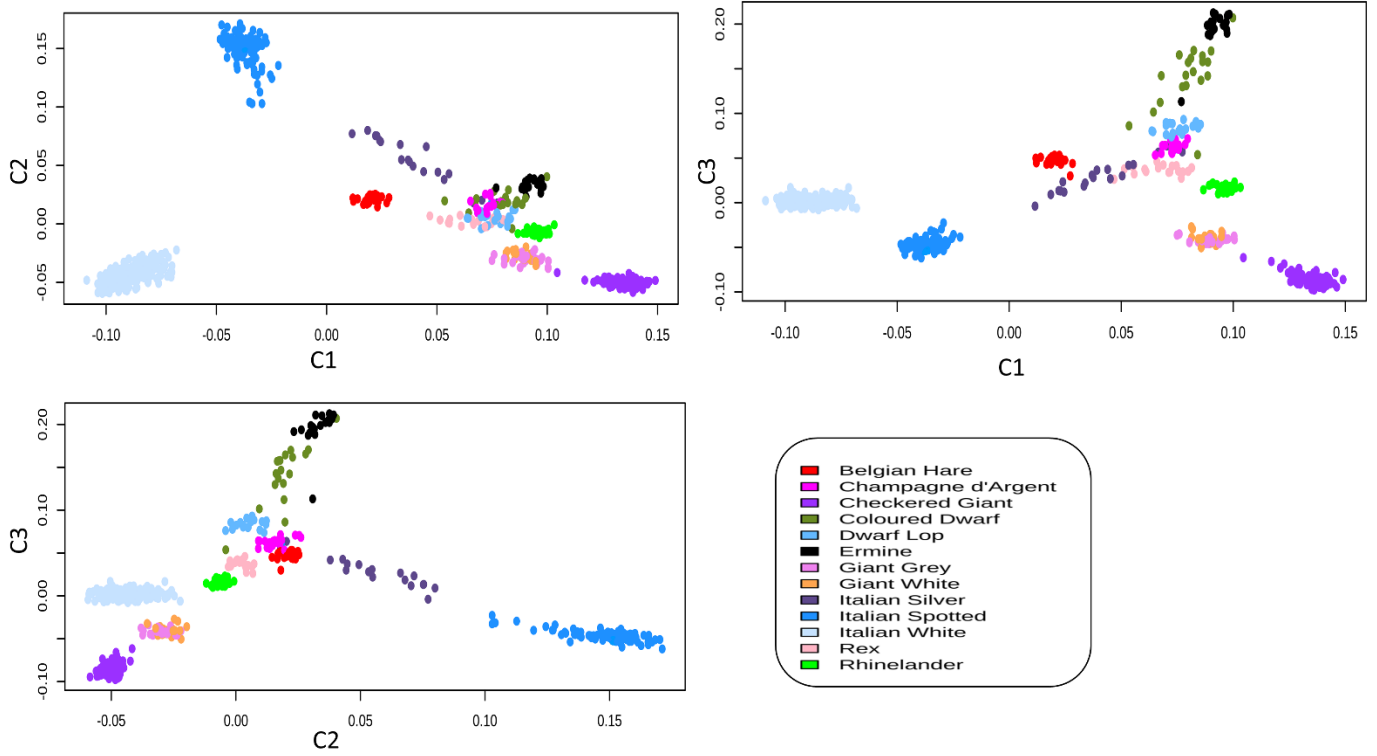 0.15
0.10
0.05
0.00
-0.05
C2
-0.10 -0.05 0.00 0.05 0.10 0.15
C1
0.20
0.10
0.00
-0.10
C3
-0.10 -0.05 0.00 0.05 0.10 0.15
C1
0.20
0.10
0.00
-0.10
C3
-0.05 0.00 0.05 0.10 0.15
C2
Belgian Hare
Champagne d'Argent
Checkered Giant
Coloured Dwarf
Dwarf Lop
Ermine
Giant Grey
Giant White
Italian Silver
Italian Spotted
Italian White
Rex
Rhinelander